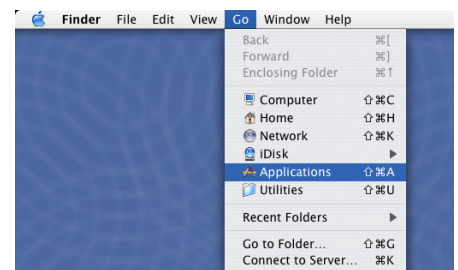 Finder File Edit View Go Window Help
Back ⌘[
Forward ⌘]
Enclosing Folder ⌘↑
Computer ⇧⌘C
Home ⇧⌘H
Network ⇧⌘K
iDisk ▶
Applications ⇧⌘A
Utilities ⇧⌘U
Recent Folders ▶
Go to Folder... ⇧⌘G
Connect to Server... ⌘K